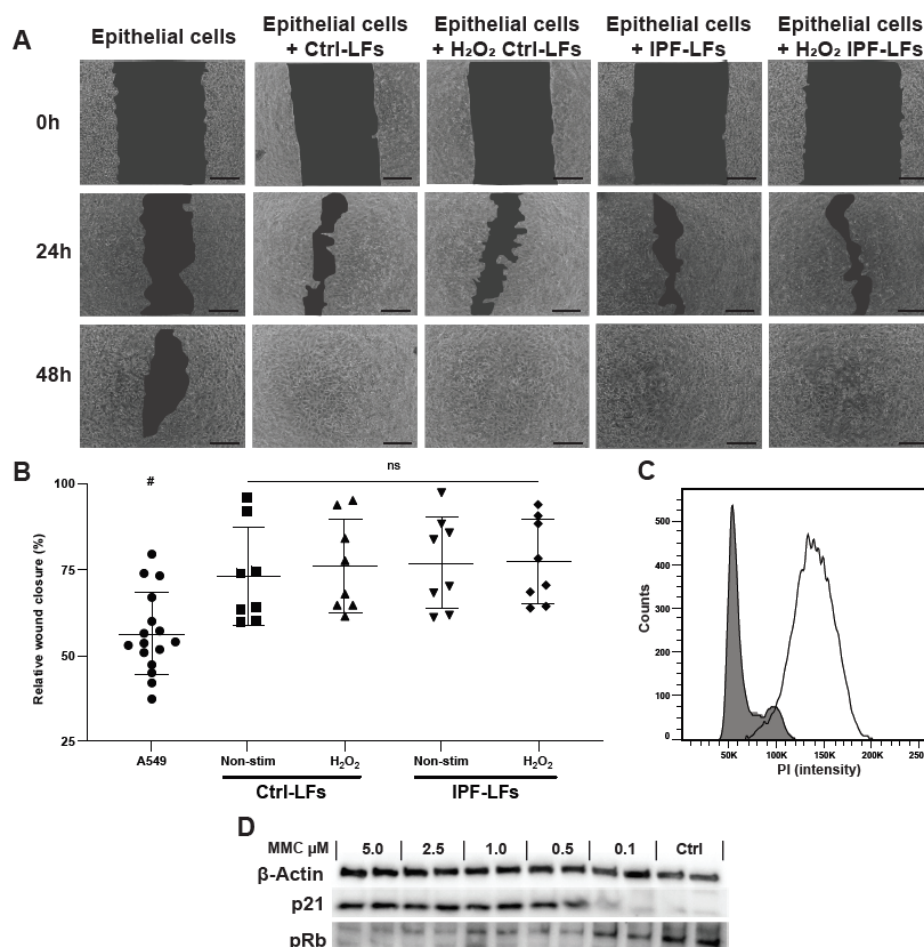 A
Epithelial cells
Epithelial cells
+ Ctrl-LFs
Epithelial cells
+ H₂O₂ Ctrl-LFs
Epithelial cells
+ IPF-LFs
Epithelial cells
+ H₂O₂ IPF-LFs
0h
24h
48h
B
ns
#
100
75
50
25
Relative wound closure (%)
A549
Non-stim
H₂O₂
Non-stim
H₂O₂
Ctrl-LFs
IPF-LFs
C
500
400
300
200
100
0
Counts
50K
100K
150K
200K
PI (intensity)
D
MMC µM | 5.0 | 2.5 | 1.0 | 0.5 | 0.1 | Ctrl
β-Actin
p21
pRb